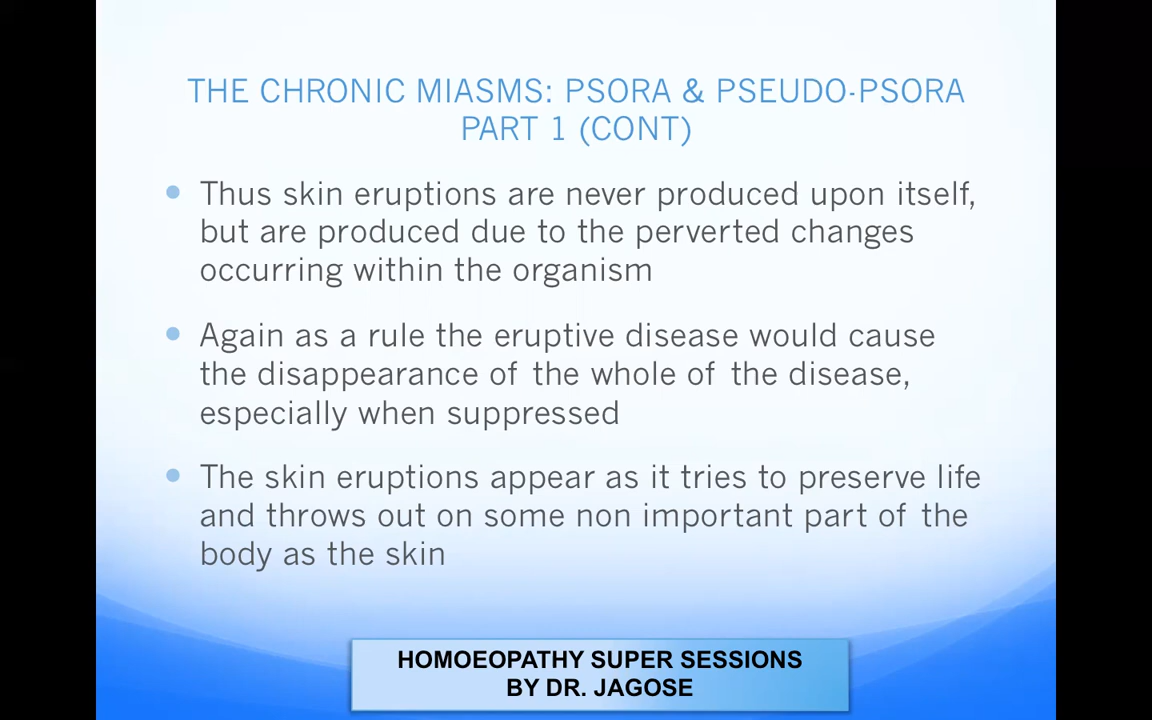 THE CHRONIC MIASMS: PSORA & PSEUDO-PSORA
PART 1 (CONT)
Thus skin eruptions are never produced upon itself,
but are produced due to the perverted changes
occurring within the organism
Again as a rule the eruptive disease would cause
the disappearance of the whole of the disease,
especially when suppressed
The skin eruptions appear as it tries to preserve life
and throws out on some non important part of the
body as the skin
HOMOEOPATHY SUPER SESSIONS
BY DR. JAGOSE